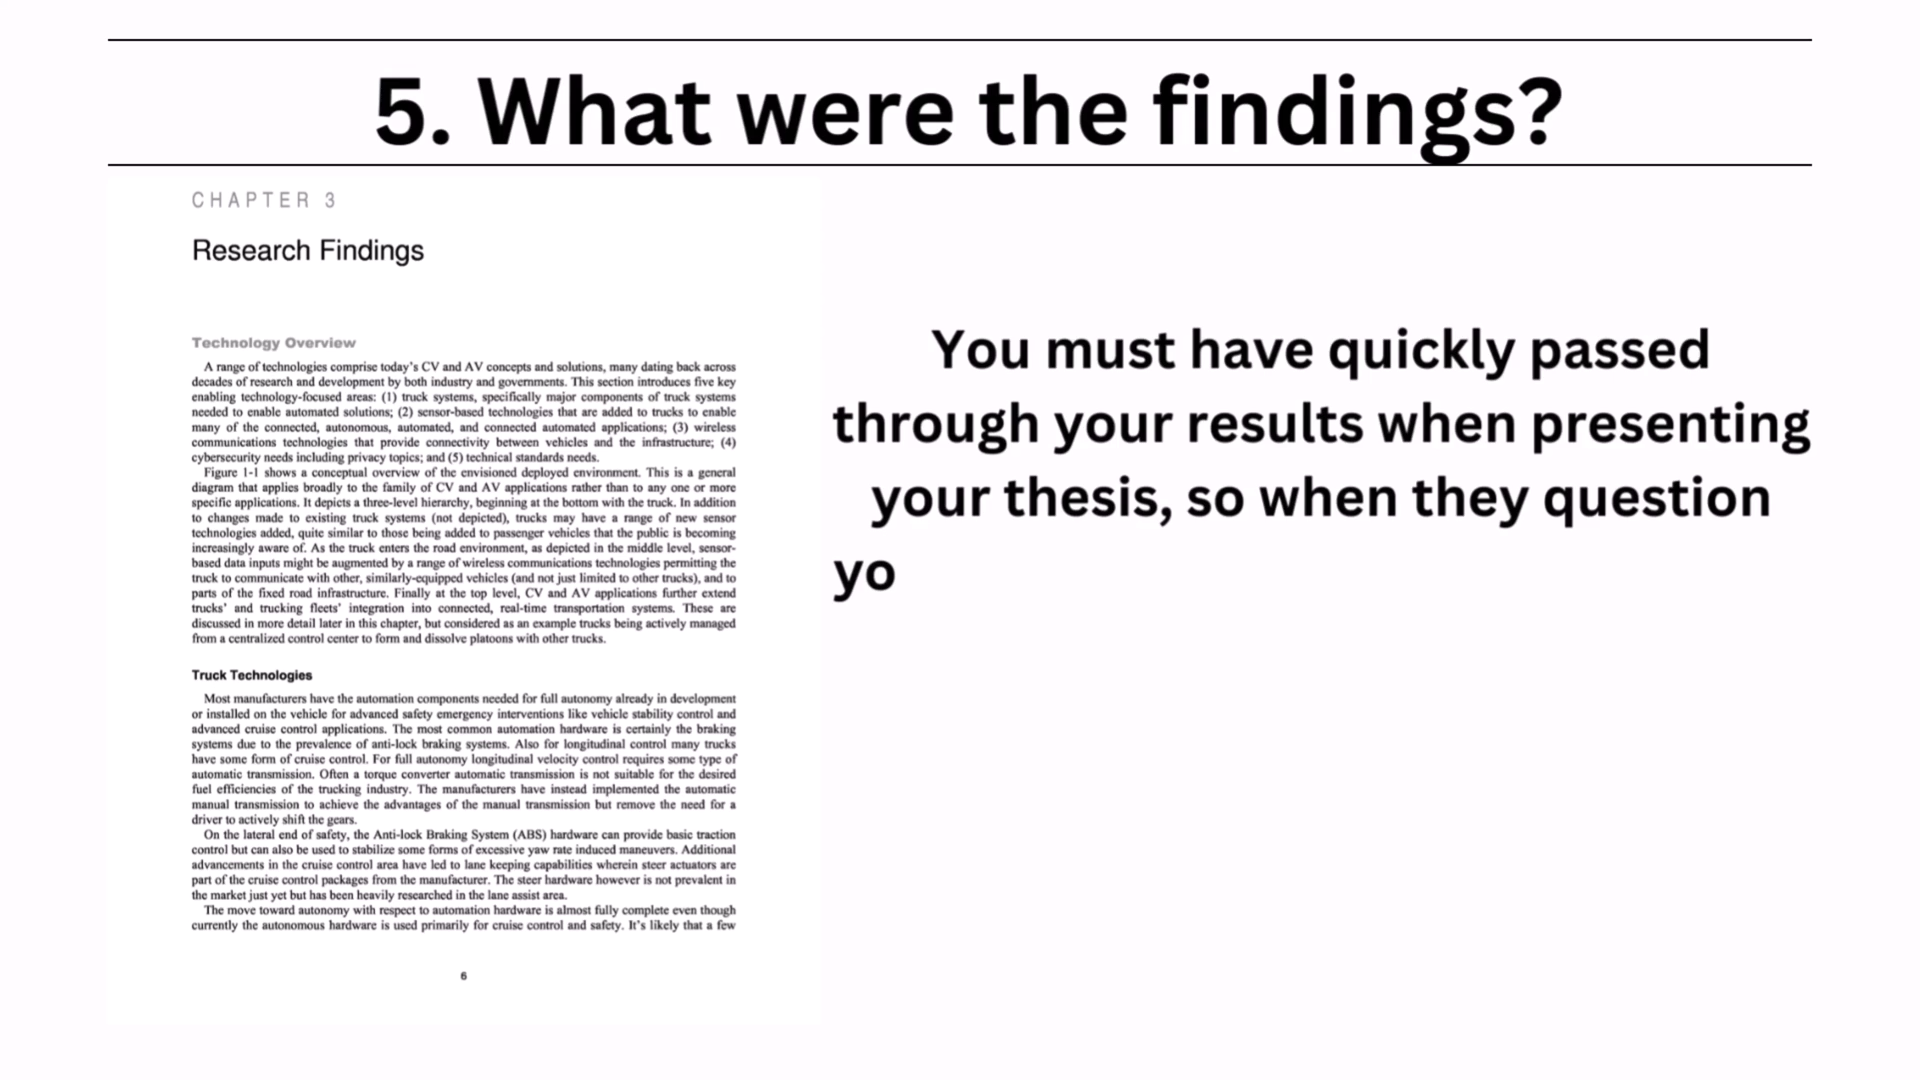 5. What were the findings?
CHAPTER 3
Research Findings
Technology Overview
A range of technologies comprise today's CV and AV concepts and solutions, many dating back across
decades of research and development by both industry and governments. This section introduces five key
enabling technology-focused areas: (1) truck systems, specifically major components of truck systems
needed to enable automated solutions; (2) sensor-based technologies that are added to trucks to enable
many of the connected, autonomous, automated, and connected automated applications; (3) wireless
communications technologies that provide connectivity between vehicles and the infrastructure; (4)
cybersecurity needs including privacy topics; and (5) technical standards needs.
Figure 1-1 shows a conceptual overview of the envisioned deployed environment. This is a general
diagram that applies broadly to the family of CV and AV applications rather than to any one or more
specific applications. It depicts a three-level hierarchy, beginning at the bottom with the truck. In addition
to changes made to existing truck systems (not depicted), trucks may have a range of new sensor
technologies added, quite similar to those being added to passenger vehicles that the public is becoming
increasingly aware of. As the truck enters the road environment, as depicted in the middle level, sensor-
based data inputs might be augmented by a range of wireless communications technologies permitting the
truck to communicate with other, similarly-equipped vehicles (and not just limited to other trucks), and to
parts of the fixed road infrastructure. Finally at the top level, CV and AV applications further extend
trucks' and trucking fleets' integration into connected, real-time transportation systems. These are
discussed in more detail later in this chapter, but considered as an example trucks being actively managed
from a centralized control center to form and dissolve platoons with other trucks.
Truck Technologies
Most manufacturers have the automation components needed for full autonomy already in development
or installed on the vehicle for advanced safety emergency interventions like vehicle stability control and
advanced cruise control applications. The most common automation hardware is certainly the braking
systems due to the prevalence of anti-lock braking systems. Also for longitudinal control many trucks
have some form of cruise control. For full autonomy longitudinal velocity control requires some type of
automatic transmission. Often a torque converter automatic transmission is not suitable for the desired
fuel efficiencies of the trucking industry. The manufacturers have instead implemented the automatic
manual transmission to achieve the advantages of the manual transmission but remove the need for a
driver to actively shift the gears.
On the lateral end of safety, the Anti-lock Braking System (ABS) hardware can provide basic traction
control but can also be used to stabilize some forms of excessive yaw rate induced maneuvers. Additional
advancements in the cruise control area have led to lane keeping capabilities wherein steer actuators are
part of the cruise control packages from the manufacturer. The steer hardware however is not prevalent in
the market just yet but has been heavily researched in the lane assist area.
The move toward autonomy with respect to automation hardware is almost fully complete even though
currently the autonomous hardware is used primarily for cruise control and safety. It's likely that a few
6
You must have quickly passed
through your results when presenting
your thesis, so when they question
yo